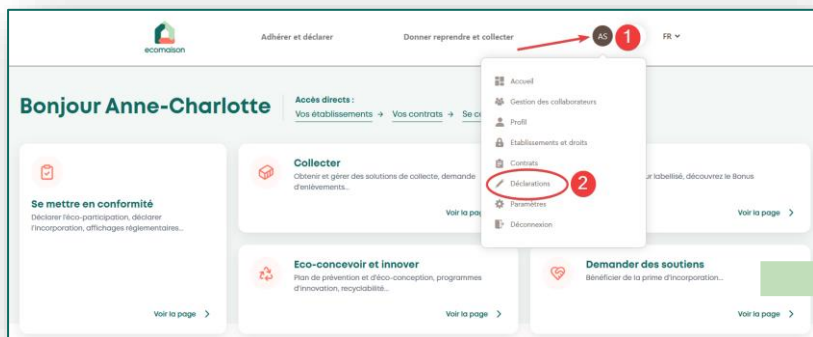 ecomaison
Adhérer et déclarer
Donner reprendre et collecter
AS
1
FR
Bonjour Anne-Charlotte
Accès directs :
Vos établissements → Vos contrats → Se c
Accueil
Gestion des collaborateurs
Profil
Etablissements et droits
Contrats
Déclarations
2
Paramètres
Déconnexion
Se mettre en conformité
Déclarer l'éco-participation, déclarer
l'incorporation, affichages règlementaires...
Voir la page
Collecter
Obtenir et gérer des solutions de collecte, demande
d'enlèvements...
Voir la pag
ur labellisé, découvrez le Bonus
Voir la page
Eco-concevoir et innover
Plan de prévention et d'éco-conception, programmes
d'innovation, recyclabilité...
Voir la page
Demander des soutiens
Bénéficier de la prime d'incorporation...
Voir la page